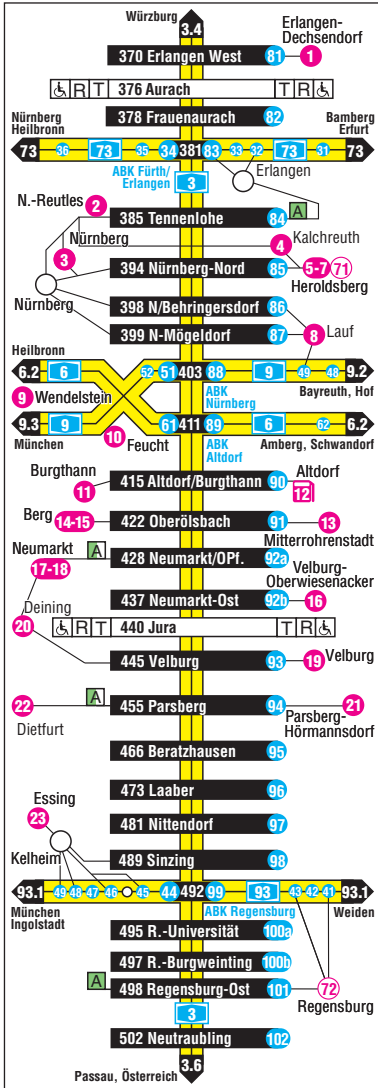 Würzburg
3.4
Erlangen-
Dechsendorf
370 Erlangen West 81 1
R T 376 Aurach T R
378 Frauenaurach 82
Nürnberg
Heilbronn
Bamberg
Erfurt
73 36 73 35 34 381 83 33 32 73 31 73
ABK Fürth/
Erlangen
3
Erlangen
N.-Reutles
2
385 Tennenlohe 84 A
Nürnberg
3
4 Kalchreuth
394 Nürnberg-Nord 85 5-7 71
Heroldsberg
Nürnberg
398 N/Behringersdorf 86
399 N-Mögeldorf 87 8 Lauf
Heilbronn
6.2 6 52 51 403 88 9 49 48 9.2
9 Wendelstein
ABK
Nürnberg
Bayreuth, Hof
9.3 9 61 411 89 6 62 6.2
München
10
Feucht
ABK
Altdorf
Amberg, Schwandorf
Burgthann
11
415 Altdorf/Burgthann 90
Altdorf
12
Berg
14-15 422 Oberölsbach 91 13
Mitterrohrenstadt
Neumarkt
17-18
A 428 Neumarkt/OPf. 92a
Velburg-
Oberwiesenacker
437 Neumarkt-Ost 92b 16
Deining
20
R T 440 Jura T R
445 Velburg 93 19 Velburg
22 A 455 Parsberg 94 21
Dietfurt
Parsberg-
Hörmannsdorf
466 Beratzhausen 95
473 Laaber 96
Essing
23
481 Nittendorf 97
Kelheim
489 Sinzing 98
93.1 49 48 47 46 45 44 492 99 93 43 42 41 93.1
München
Ingolstadt
ABK Regensburg
Weiden
495 R.-Universität 100a
497 R.-Burgweinting 100b
A 498 Regensburg-Ost 101 72
Regensburg
3
502 Neutraubling 102
3.6
Passau, Österreich